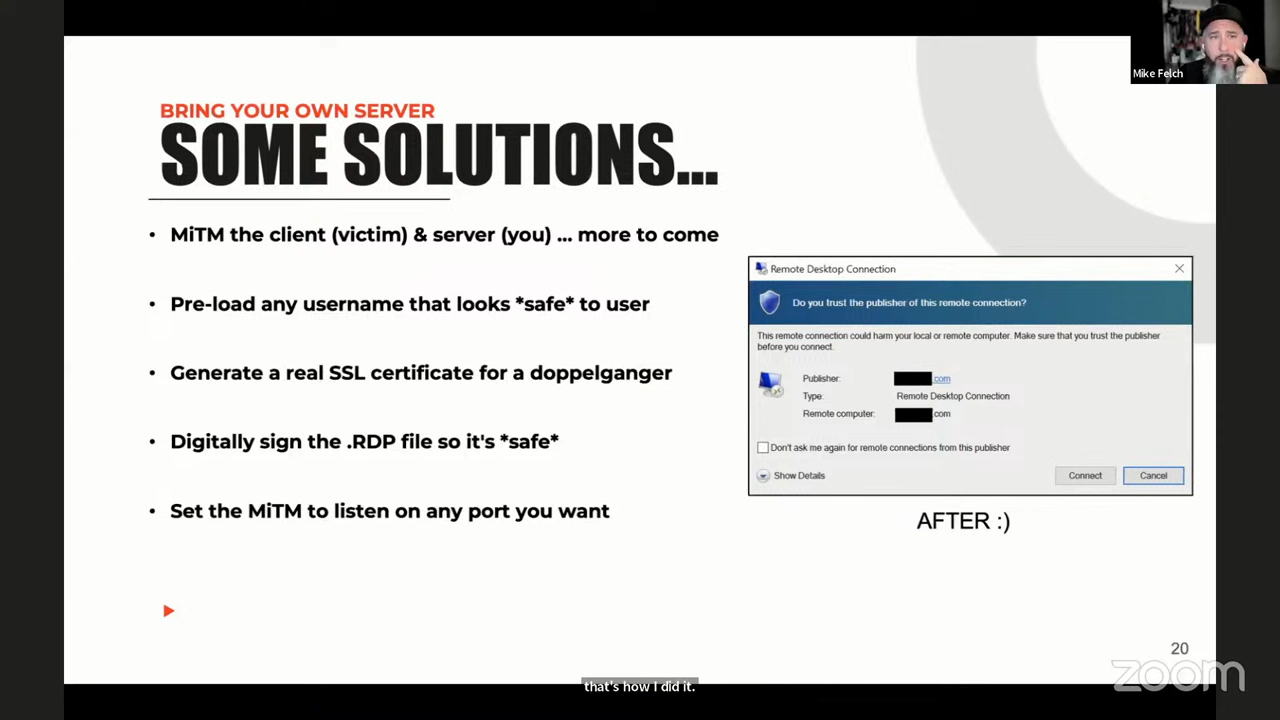 Mike Felch
BRING YOUR OWN SERVER
SOME SOLUTIONS...
• MiTM the client (victim) & server (you) ... more to come
• Pre-load any username that looks *safe* to user
• Generate a real SSL certificate for a doppelganger
• Digitally sign the .RDP file so it's *safe*
• Set the MiTM to listen on any port you want
Remote Desktop Connection
Do you trust the publisher of this remote connection?
This remote connection could harm your local or remote computer. Make sure that you trust the publisher
before you connect.
Publisher: .com
Type: Remote Desktop Connection
Remote computer: .com
Don't ask me again for remote connections from this publisher
Show Details
Connect
Cancel
AFTER :)
20
zoom
that's how I did it.